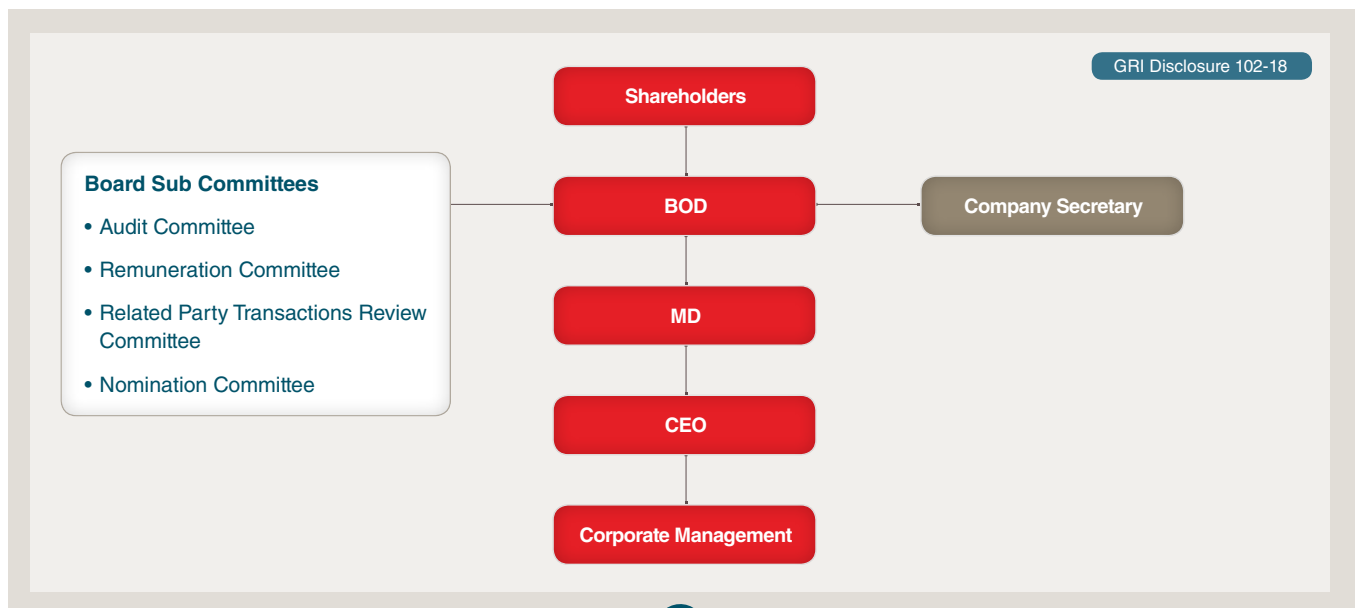 GRI Disclosure 102-18
Shareholders
Board Sub Committees
• Audit Committee
• Remuneration Committee
• Related Party Transactions Review
Committee
• Nomination Committee
BOD
Company Secretary
MD
CEO
Corporate Management